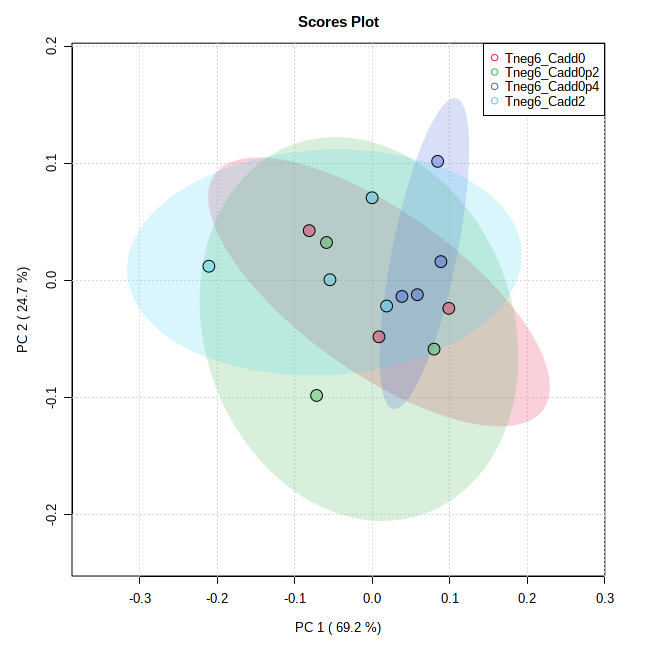 Scores Plot
Tneg6_Cadd0
Tneg6_Cadd0p2
Tneg6_Cadd0p4
Tneg6_Cadd2
0.2
0.1
0.0
-0.1
-0.2
PC 2 ( 24.7 %)
-0.3 -0.2 -0.1 0.0 0.1 0.2 0.3
PC 1 ( 69.2 %)